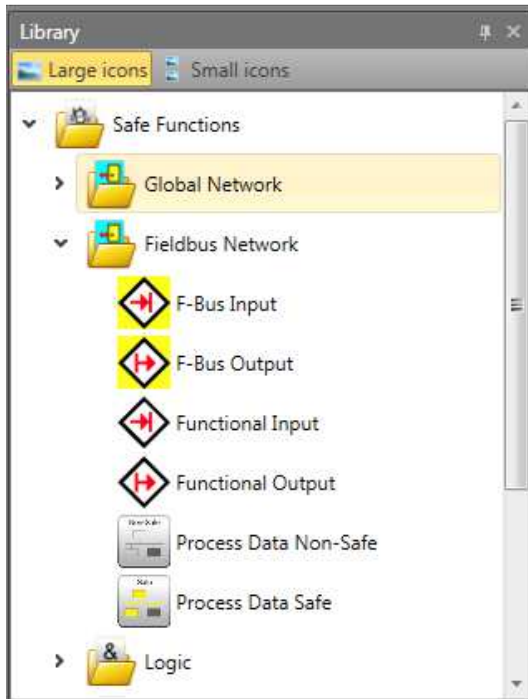 Library
Large icons Small icons
Safe Functions
Global Network
Fieldbus Network
F-Bus Input
F-Bus Output
Functional Input
Functional Output
Process Data Non-Safe
Process Data Safe
& Logic